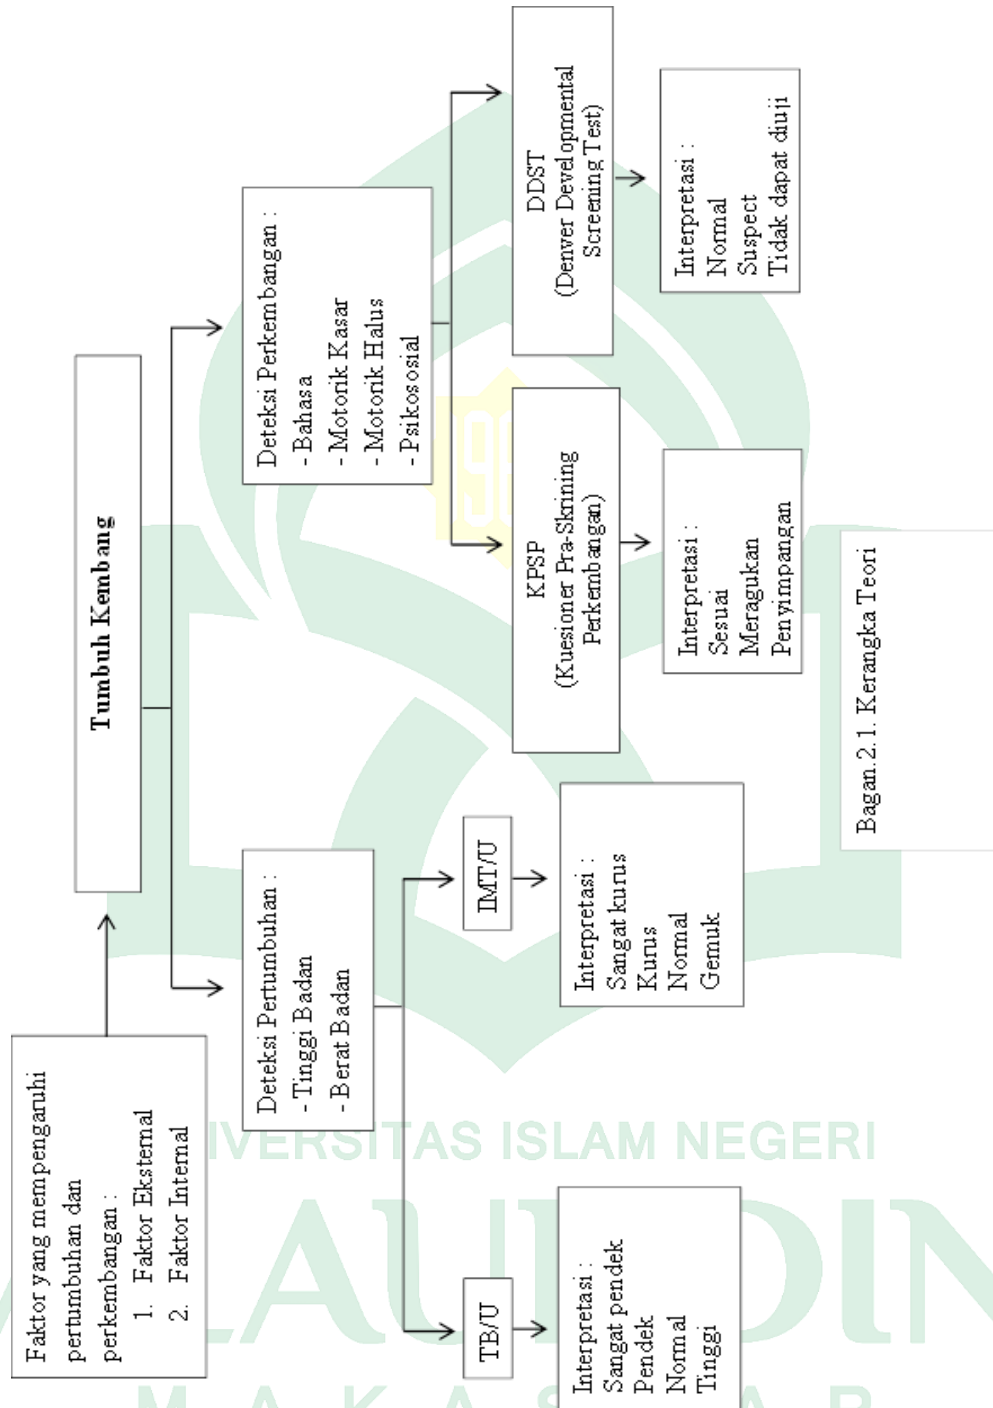 Faktor yang mempengaruhi
pertumbuhan dan
perkembangan :
1. Faktor Eksternal
2. Faktor Internal
Tumbuh Kembang
Deteksi Pertumbuhan :
- Tinggi Badan
- Berat Badan
Deteksi Perkembangan :
- Bahasa
- Motorik Kasar
- Motorik Halus
- Psikososial
TB/U
IMT/U
KPSP
(Kuesioner Pra-Skrining
Perkembangan)
DDST
(Denver Developmental
Screening Test)
Interpretasi :
Sangat pendek
Pendek
Normal
Tinggi
Interpretasi :
Sangat kurus
Kurus
Normal
Gemuk
Interpretasi :
Sesuai
Meragukan
Penyimpangan
Interpretasi :
Normal
Suspect
Tidak dapat diuji
Bagan.2.1. Kerangka Teori
ISLAM NEGERI